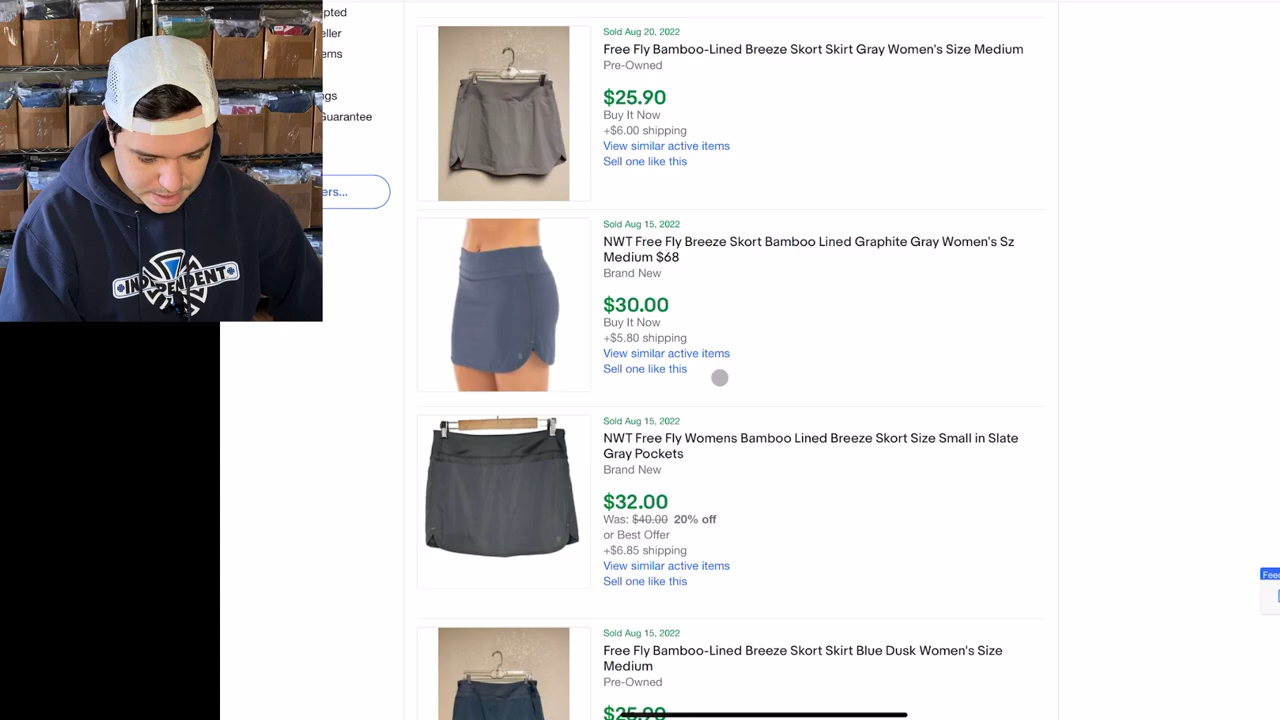 pted
eller
ems
gs
Guarantee
ers...
INDEPENDENT
Sold Aug 20, 2022
Free Fly Bamboo-Lined Breeze Skort Skirt Gray Women's Size Medium
Pre-Owned
$25.90
Buy It Now
+$6.00 shipping
View similar active items
Sell one like this
Sold Aug 15, 2022
NWT Free Fly Breeze Skort Bamboo Lined Graphite Gray Women's Sz
Medium $68
Brand New
$30.00
Buy It Now
+$5.80 shipping
View similar active items
Sell one like this
Sold Aug 15, 2022
NWT Free Fly Womens Bamboo Lined Breeze Skort Size Small in Slate
Gray Pockets
Brand New
$32.00
Was: $40.00 20% off
or Best Offer
+$6.85 shipping
View similar active items
Sell one like this
Feed
Sold Aug 15, 2022
Free Fly Bamboo-Lined Breeze Skort Skirt Blue Dusk Women's Size
Medium
Pre-Owned
$25.90